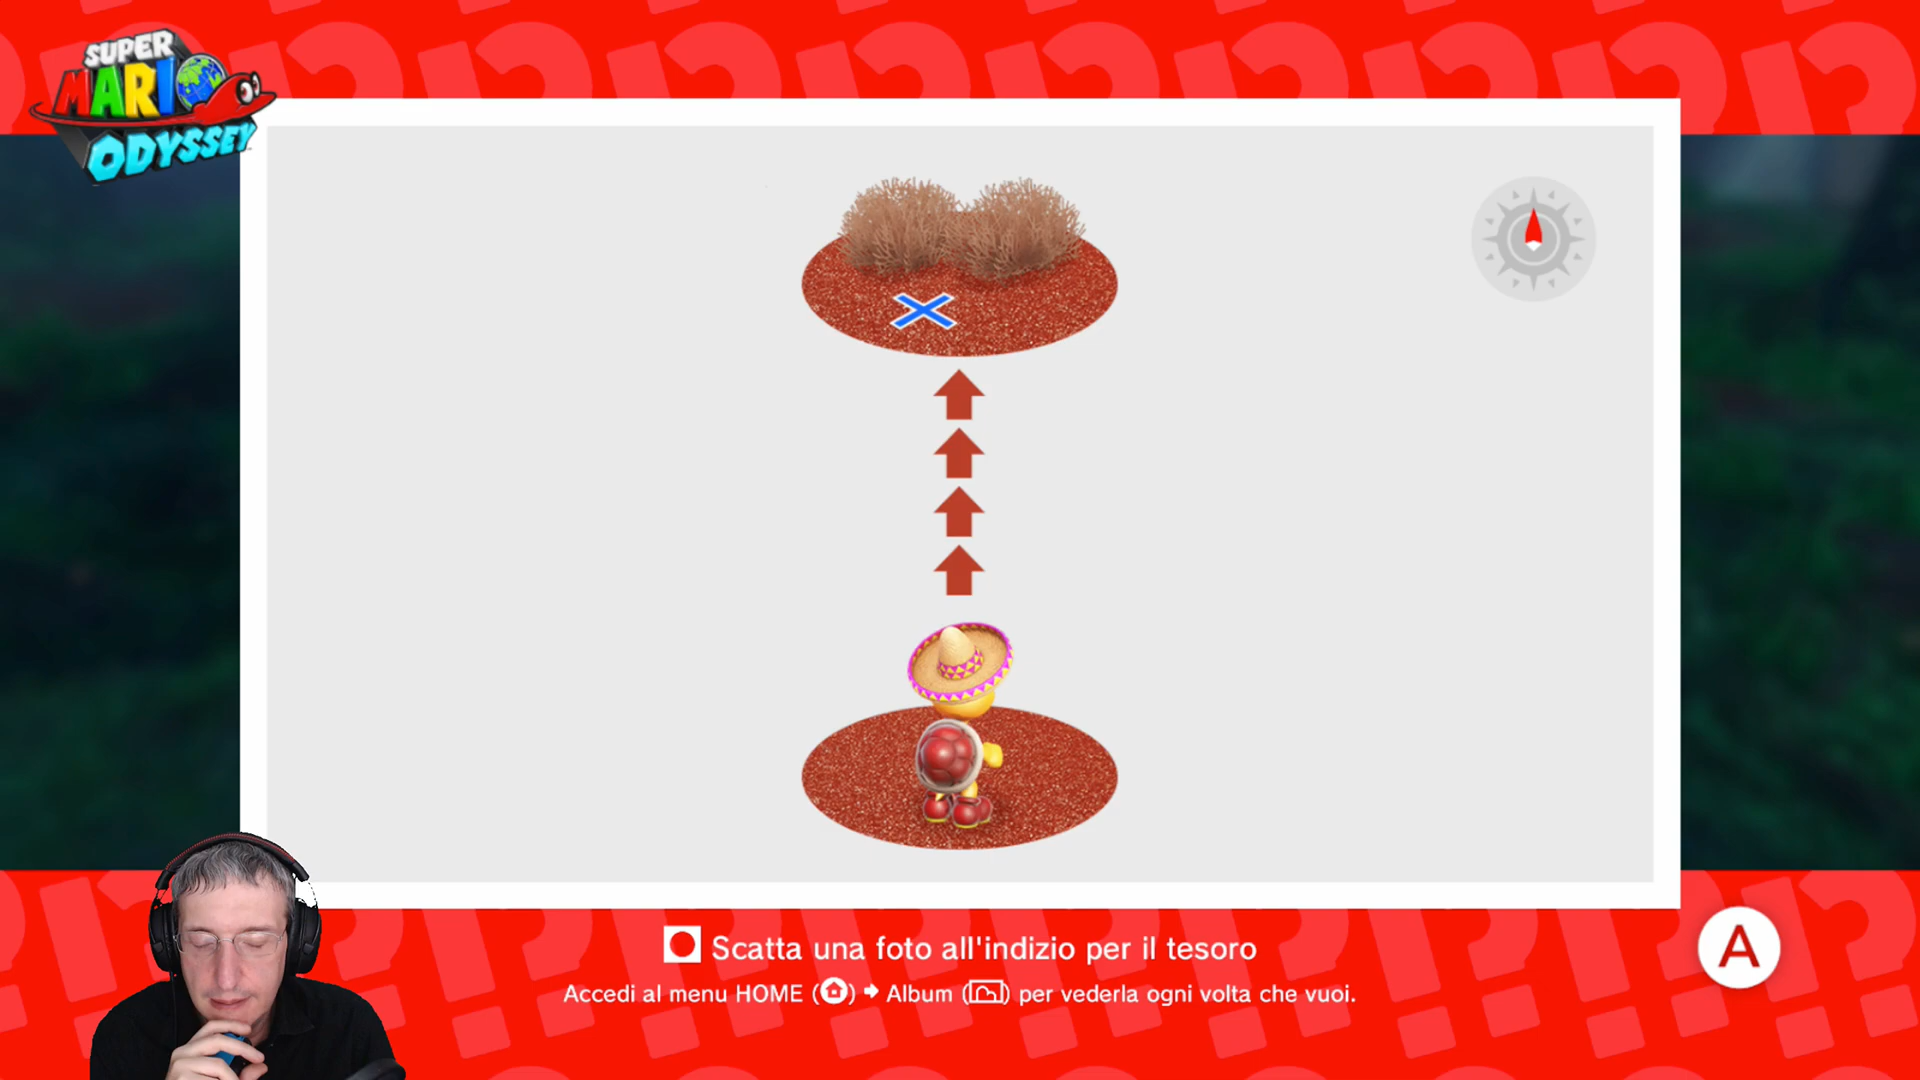 SUPER
MARIO
ODYSSEY
Scatta una foto all'indizio per il tesoro
A
Accedi al menu HOME () Album () per vederla ogni volta che vuoi.